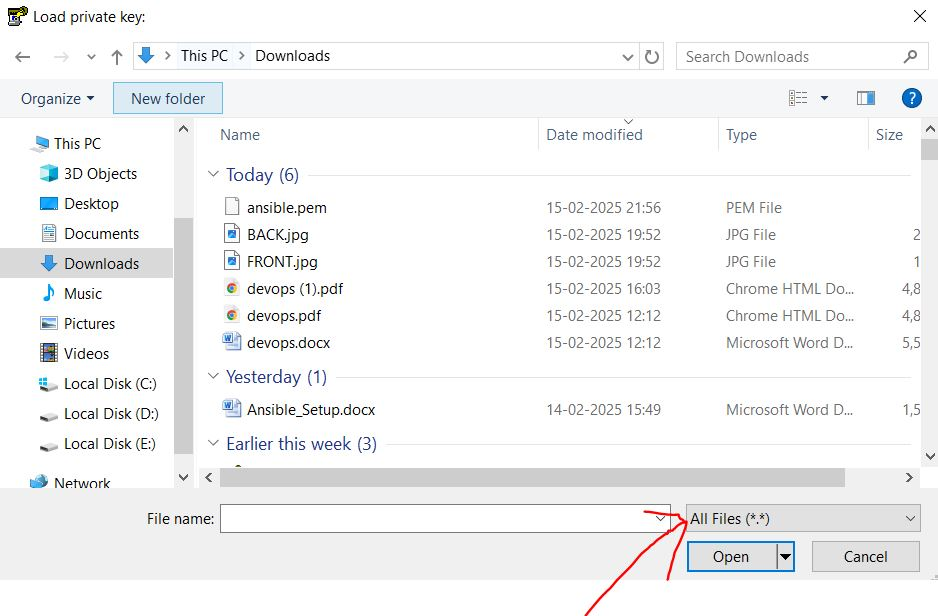 Load private key:
This PC > Downloads
Search Downloads
Organize
New folder
?
This PC
3D Objects
Desktop
Documents
Downloads
Music
Pictures
Videos
Local Disk (C:)
Local Disk (D:)
Local Disk (E:)
Network
Name Date modified Type Size
Today (6)
ansible.pem 15-02-2025 21:56 PEM File
BACK.jpg 15-02-2025 19:52 JPG File 2
FRONT.jpg 15-02-2025 19:52 JPG File 1
devops (1).pdf 15-02-2025 16:03 Chrome HTML Do... 4,8
devops.pdf 15-02-2025 12:12 Chrome HTML Do... 4,8
devops.docx 15-02-2025 12:12 Microsoft Word D... 5,5
Yesterday (1)
Ansible_Setup.docx 14-02-2025 15:49 Microsoft Word D... 1,5
Earlier this week (3)
File name:
All Files (*.*)
Open
Cancel